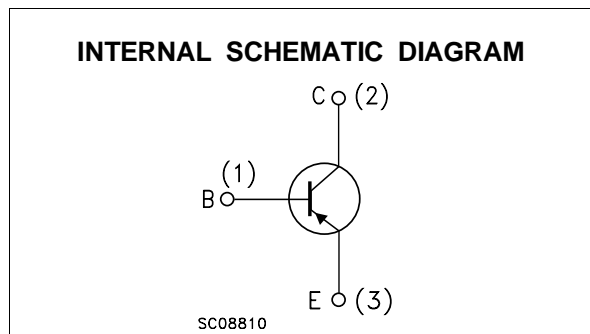 INTERNAL SCHEMATIC DIAGRAM
C (2)
(1)
B
E (3)
SC08810